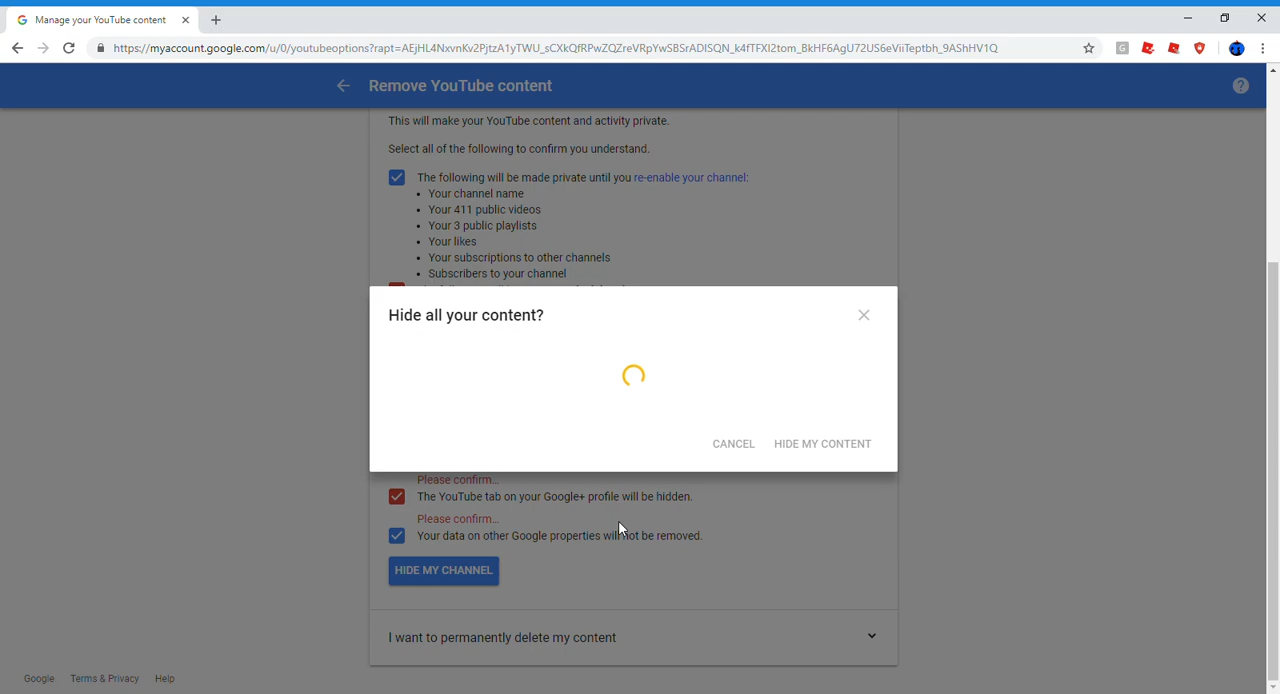 Manage your YouTube content
https://myaccount.google.com/u/0/youtubeoptions?rapt=AEjHL4NxvnKv2PjtzA1yTWU_sCXkQfRPwZQZreVRpYwSBSrADISQN_k4fTFXI2tom_BkHF6AgU72US6eViiTeptbh_9AShHV1Q
Remove YouTube content
This will make your YouTube content and activity private.
Select all of the following to confirm you understand.
The following will be made private until you re-enable your channel:
• Your channel name
• Your 411 public videos
• Your 3 public playlists
• Your likes
• Your subscriptions to other channels
• Subscribers to your channel
Hide all your content?
CANCEL HIDE MY CONTENT
Please confirm...
The YouTube tab on your Google+ profile will be hidden.
Please confirm...
Your data on other Google properties will not be removed.
HIDE MY CHANNEL
I want to permanently delete my content
Google Terms & Privacy Help